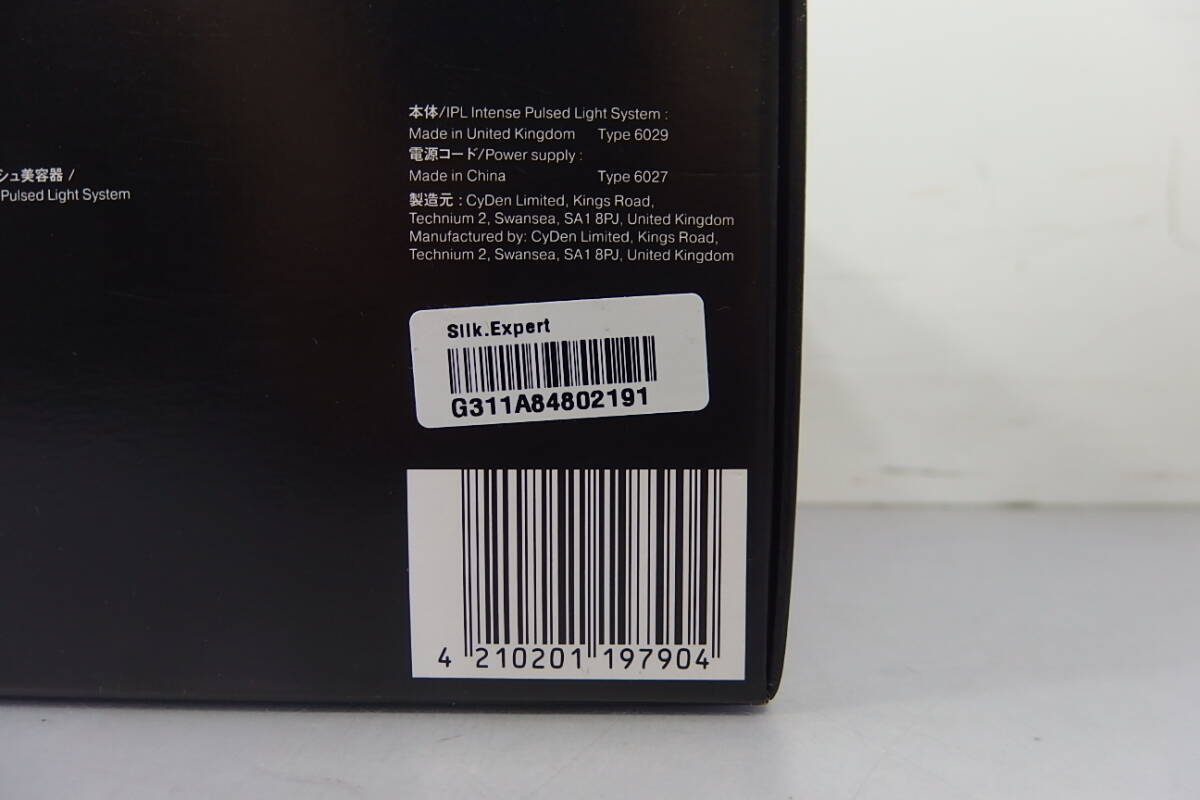 シュ美容器 /
Pulsed Light System
本体/IPL Intense Pulsed Light System :
Made in United Kingdom Type 6029
電源コード/Power supply :
Made in China Type 6027
製造元 : CyDen Limited, Kings Road,
Technium 2, Swansea, SA1 8PJ, United Kingdom
Manufactured by: CyDen Limited, Kings Road,
Technium 2, Swansea, SA1 8PJ, United Kingdom
Silk.Expert
G311A84802191
4 210201 197904